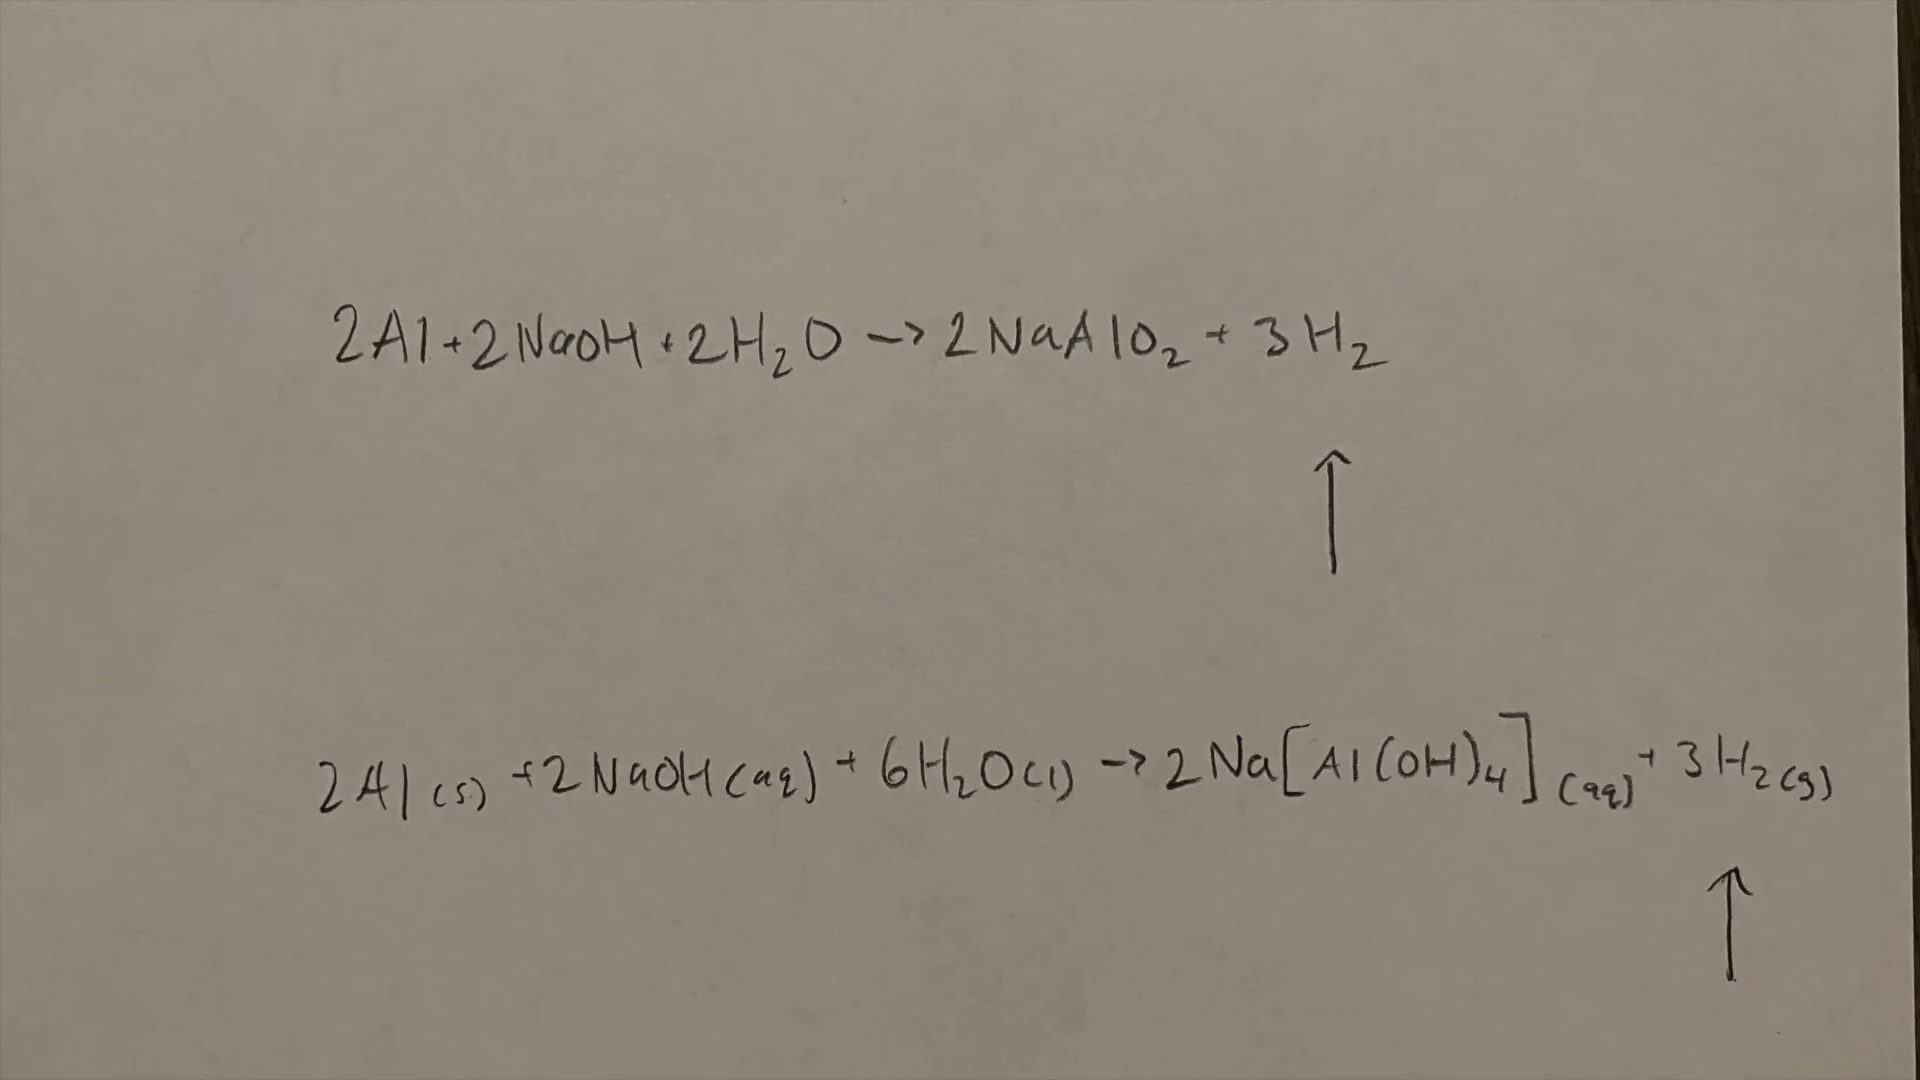 2Al+2NaOH+2H₂O->2NaAlO₂+3H₂
↑
2Al(s)+2NaOH(aq)+6H₂O(l)->2Na[Al(OH)₄](aq)+3H₂(g)
↑